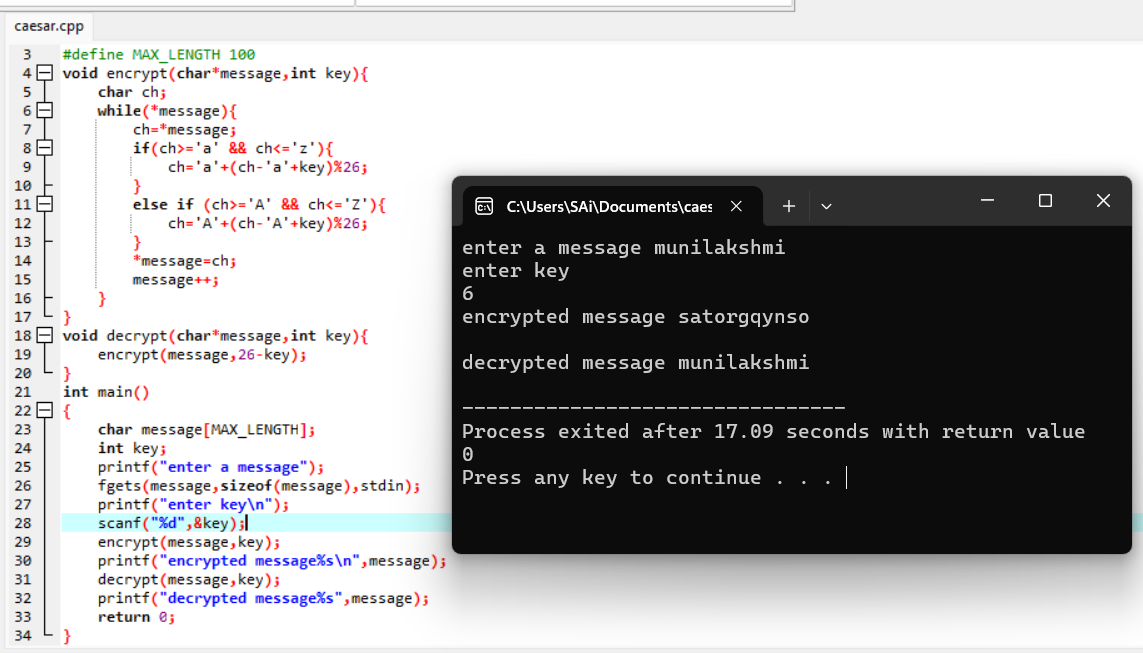 caesar.cpp
3 #define MAX_LENGTH 100
4 void encrypt(char*message,int key){
5 char ch;
6 while(*message){
7 ch=*message;
8 if(ch>='a' && ch<='z'){
9 ch='a'+(ch-'a'+key)%26;
10 }
11 else if (ch>='A' && ch<='Z'){
12 ch='A'+(ch-'A'+key)%26;
13 }
14 *message=ch;
15 message++;
16 }
17 }
18 void decrypt(char*message,int key){
19 encrypt(message,26-key);
20 }
21 int main()
22 {
23 char message[MAX_LENGTH];
24 int key;
25 printf("enter a message");
26 fgets(message,sizeof(message),stdin);
27 printf("enter key\n");
28 scanf("%d",&key);
29 encrypt(message,key);
30 printf("encrypted message%s\n",message);
31 decrypt(message,key);
32 printf("decrypted message%s",message);
33 return 0;
34 }
C:\Users\SAi\Documents\caes
enter a message munilakshmi
enter key
6
encrypted message satorgqynso
decrypted message munilakshmi
--------------------------------
Process exited after 17.09 seconds with return value
0
Press any key to continue . . .